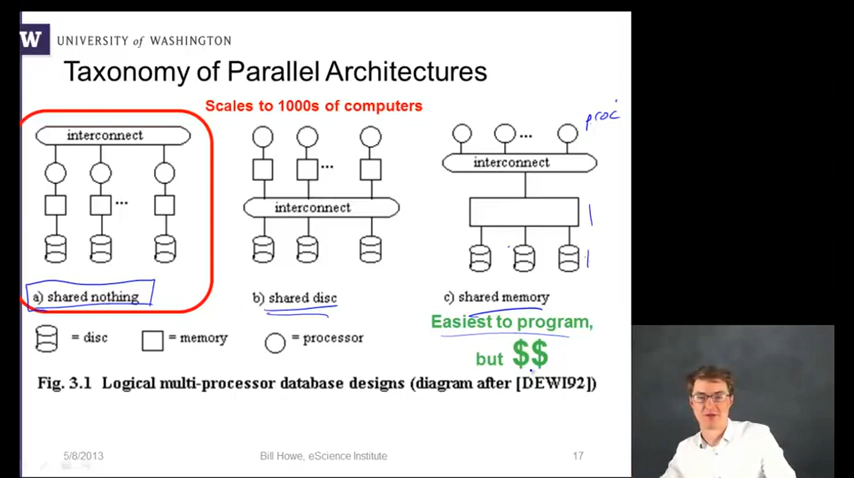 W UNIVERSITY of WASHINGTON
Taxonomy of Parallel Architectures
Scales to 1000s of computers
proc
interconnect
interconnect
interconnect
...
...
...
a) shared nothing
b) shared disc
c) shared memory
Easiest to program,
but $$
= disc
= memory
= processor
Fig. 3.1 Logical multi-processor database designs (diagram after [DEWI92])
5/8/2013
Bill Howe, eScience Institute
17